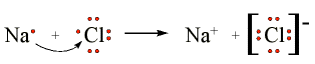 Na + Cl → Na⁺ + [Cl]⁻